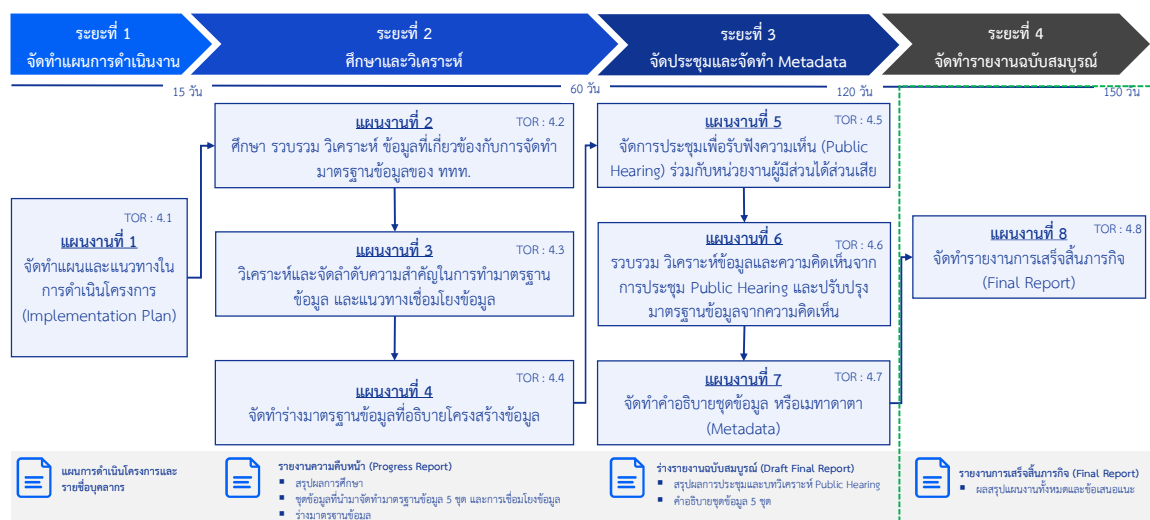 ระยะที่ 1
จัดทำแผนการดำเนินงาน
ระยะที่ 2
ศึกษาและวิเคราะห์
ระยะที่ 3
จัดประชุมและจัดทำ Metadata
ระยะที่ 4
จัดทำรายงานฉบับสมบูรณ์
15 วัน
60 วัน
120 วัน
150 วัน
TOR : 4.1
แผนงานที่ 1
จัดทำแผนและแนวทางใน
การดำเนินโครงการ
(Implementation Plan)
แผนงานที่ 2
TOR : 4.2
ศึกษา รวบรวม วิเคราะห์ ข้อมูลที่เกี่ยวข้องกับการจัดทำ
มาตรฐานข้อมูลของ ททท.
แผนงานที่ 3
TOR : 4.3
วิเคราะห์และจัดลำดับความสำคัญในการทำมาตรฐาน
ข้อมูล และแนวทางเชื่อมโยงข้อมูล
TOR : 4.4
แผนงานที่ 4
จัดทำร่างมาตรฐานข้อมูลที่อธิบายโครงสร้างข้อมูล
แผนงานที่ 5
TOR : 4.5
จัดการประชุมเพื่อรับฟังความเห็น (Public
Hearing) ร่วมกับหน่วยงานผู้มีส่วนได้ส่วนเสีย
แผนงานที่ 6
TOR : 4.6
รวบรวม วิเคราะห์ข้อมูลและความคิดเห็นจาก
การประชุม Public Hearing และปรับปรุง
มาตรฐานข้อมูลจากความคิดเห็น
แผนงานที่ 7
TOR : 4.7
จัดทำคำอธิบายชุดข้อมูล หรือเมทาดาตา
(Metadata)
แผนงานที่ 8
TOR : 4.8
จัดทำรายงานการเสร็จสิ้นภารกิจ
(Final Report)
แผนการดำเนินโครงการและ
รายชื่อบุคลากร
รายงานความคืบหน้า (Progress Report)
▪ สรุปผลการศึกษา
▪ ชุดข้อมูลที่นำมาจัดทำมาตรฐานข้อมูล 5 ชุด และการเชื่อมโยงข้อมูล
▪ ร่างมาตรฐานข้อมูล
ร่างรายงานฉบับสมบูรณ์ (Draft Final Report)
▪ สรุปผลการประชุมและบทวิเคราะห์ Public Hearing
▪ คำอธิบายชุดข้อมูล 5 ชุด
รายงานการเสร็จสิ้นภารกิจ (Final Report)
▪ ผลสรุปแผนงานทั้งหมดและข้อเสนอแนะ